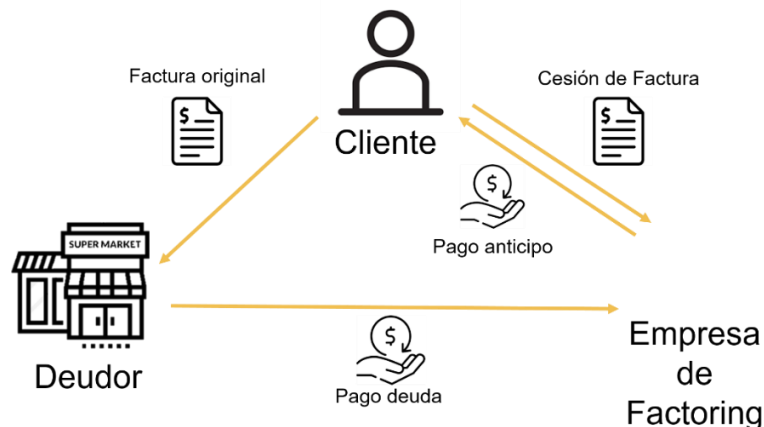 Factura original
Cesión de Factura
$
$
Cliente
$
Pago anticipo
SUPER MARKET
$
Deudor
Pago deuda
Empresa
de
Factoring